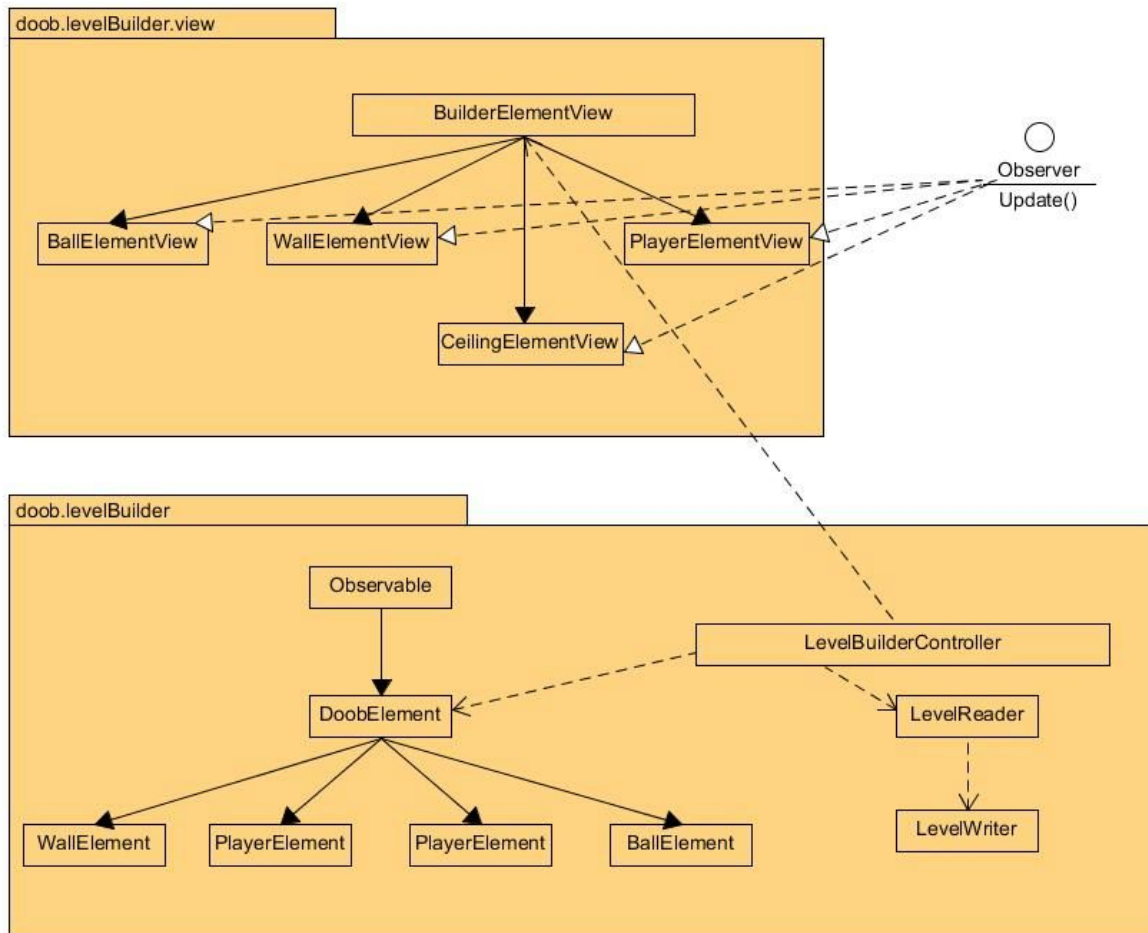 doob.levelBuilder.view
BuilderElementView
Observer
Update()
BallElementView
WallElementView
PlayerElementView
CeilingElementView
doob.levelBuilder
Observable
LevelBuilderController
DoobElement
LevelReader
WallElement
PlayerElement
PlayerElement
BallElement
LevelWriter